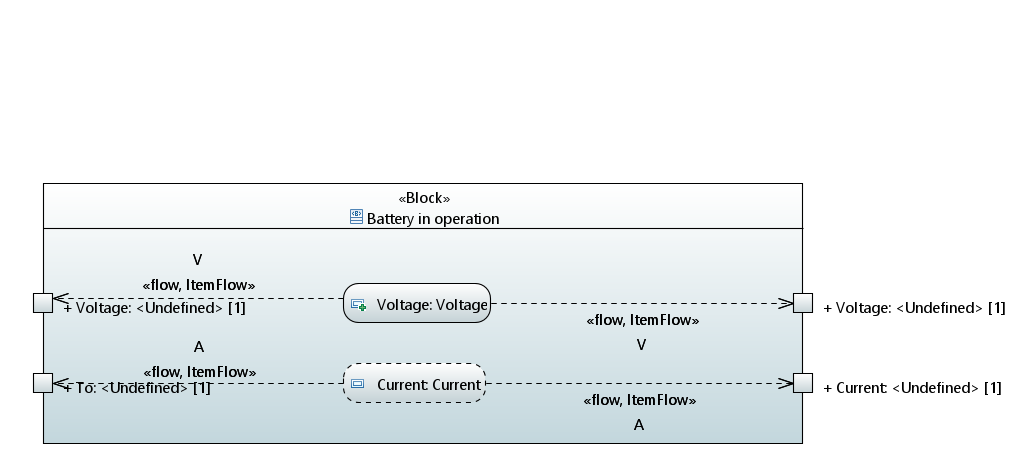 «Block»
Battery in operation
V
«flow, ItemFlow»
+ Voltage: <Undefined> [1]
Voltage: Voltage
«flow, ItemFlow»
V
+ Voltage: <Undefined> [1]
A
«flow, ItemFlow»
+ To: <Undefined> [1]
Current: Current
«flow, ItemFlow»
A
+ Current: <Undefined> [1]